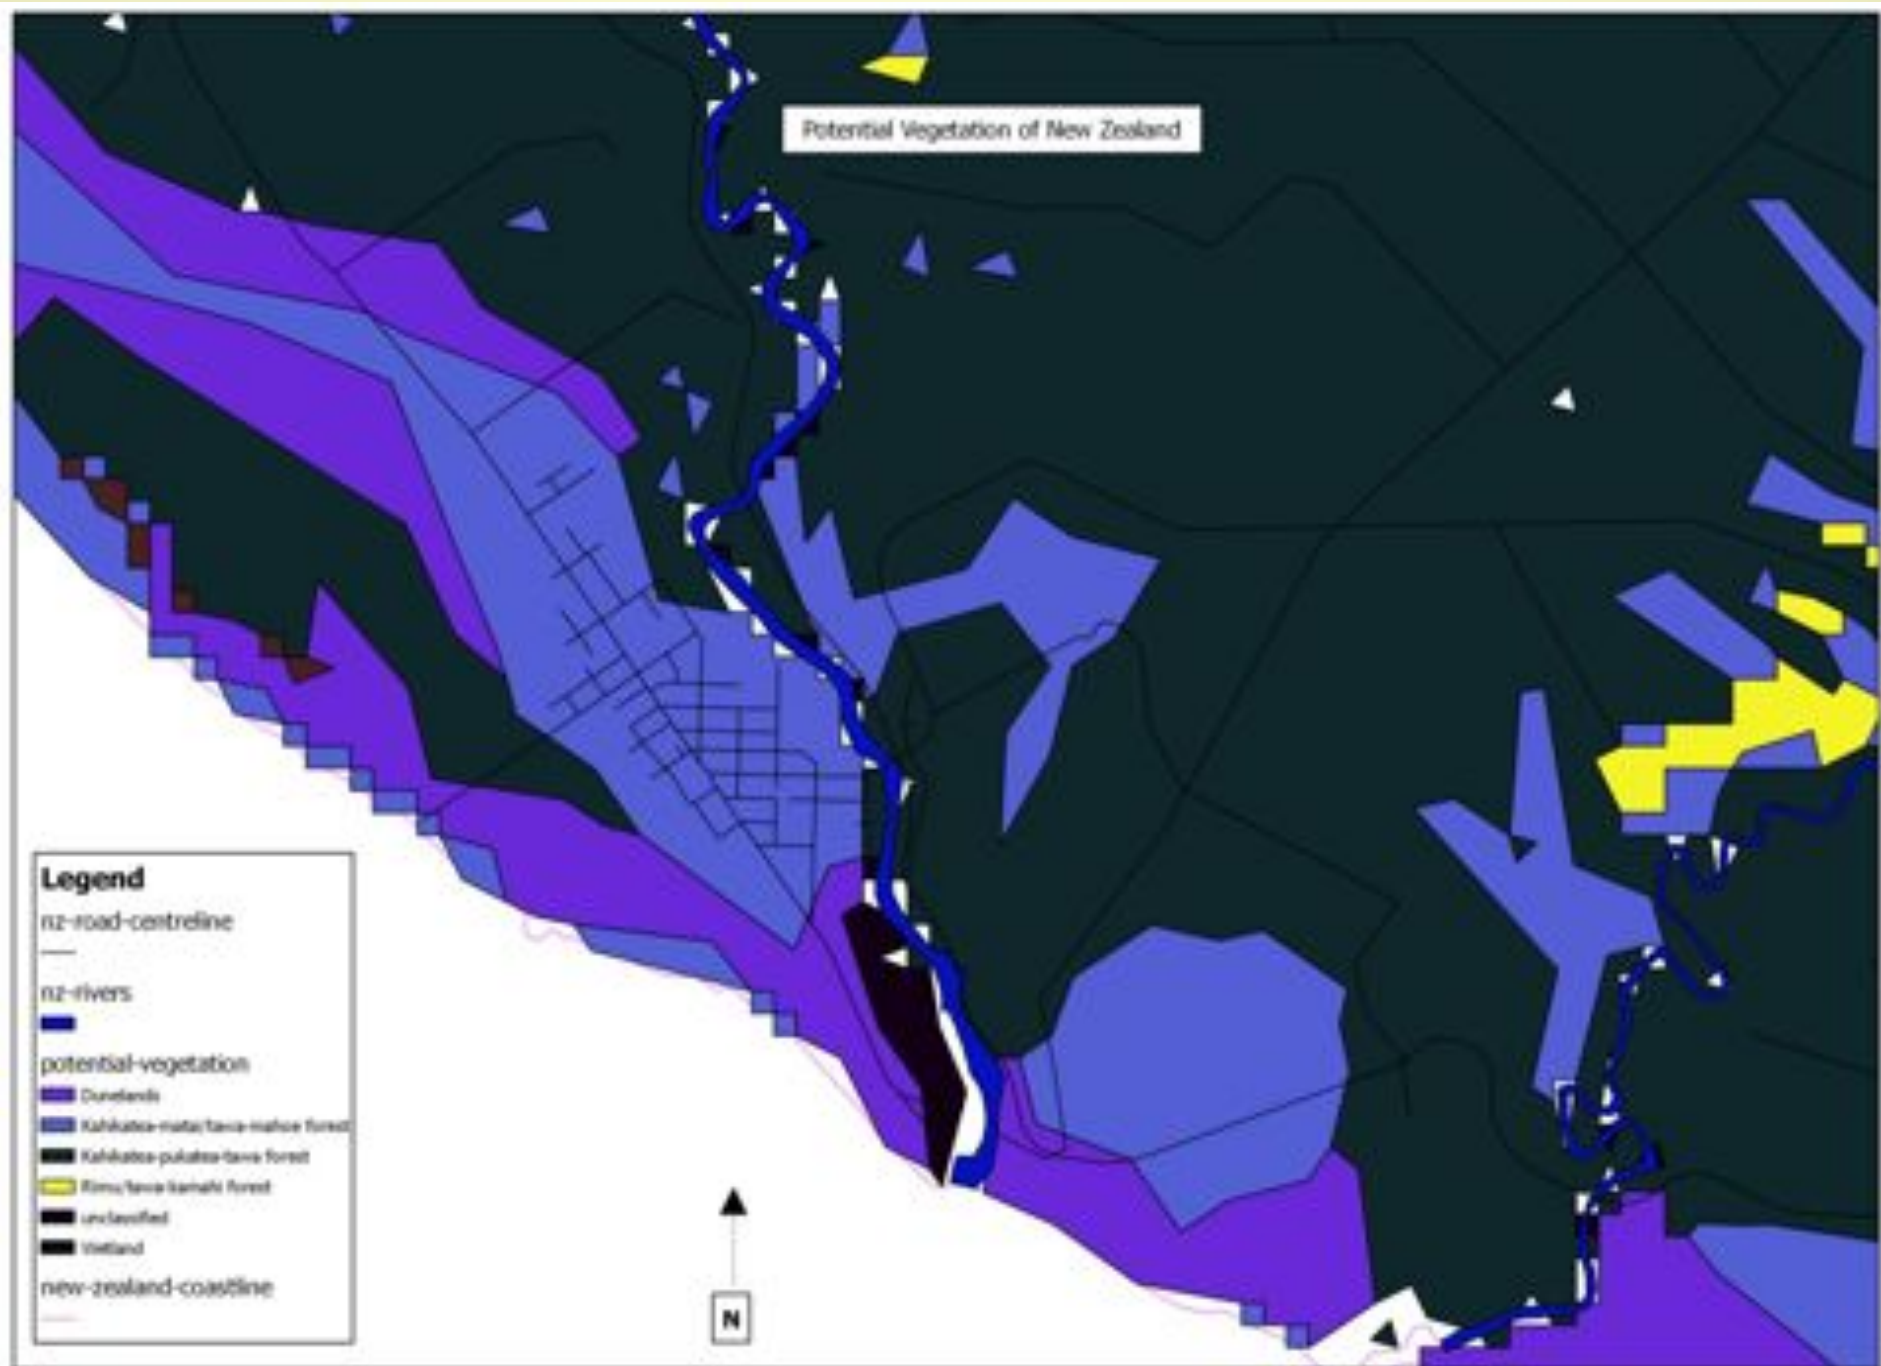 Potential Vegetation of New Zealand
Legend
nz-road-centreline
nz-rivers
potential-vegetation
Dunelands
Kahikatea-matai/tawa-mahoe forest
Kahikatea-pukatea-tawa forest
Rimu/tawa-kamahi forest
unclassified
Wetland
new-zealand-coastline
N